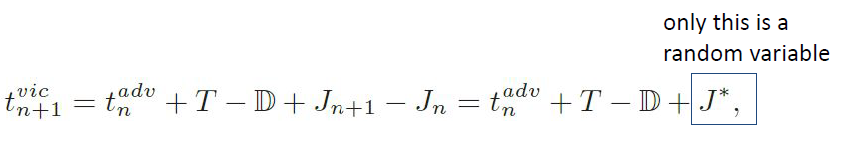 only this is a
random variable
t_{n+1}^{vic} = t_n^{adv} + T − 𝔻 + J_{n+1} − J_n = t_n^{adv} + T − 𝔻 + J^*,